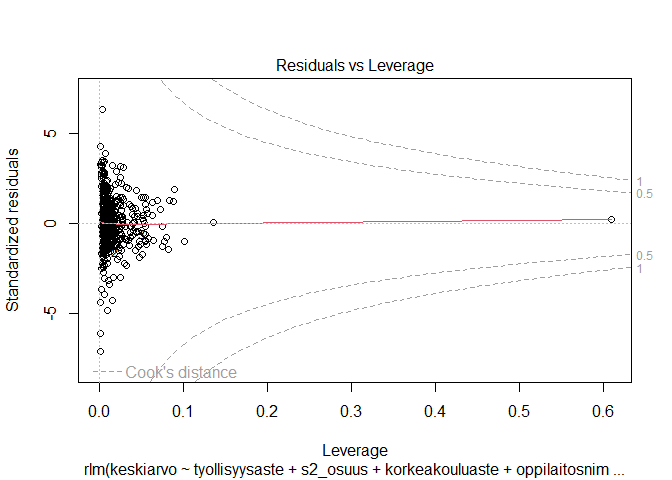 Residuals vs Leverage
Standardized residuals
5
0
-5
1
0.5
0.5
1
Cook's distance
0.0 0.1 0.2 0.3 0.4 0.5 0.6
Leverage
rlm(keskiarvo ~ tyollisyysaste + s2_osuus + korkeakouluaste + oppilaitosnim ...